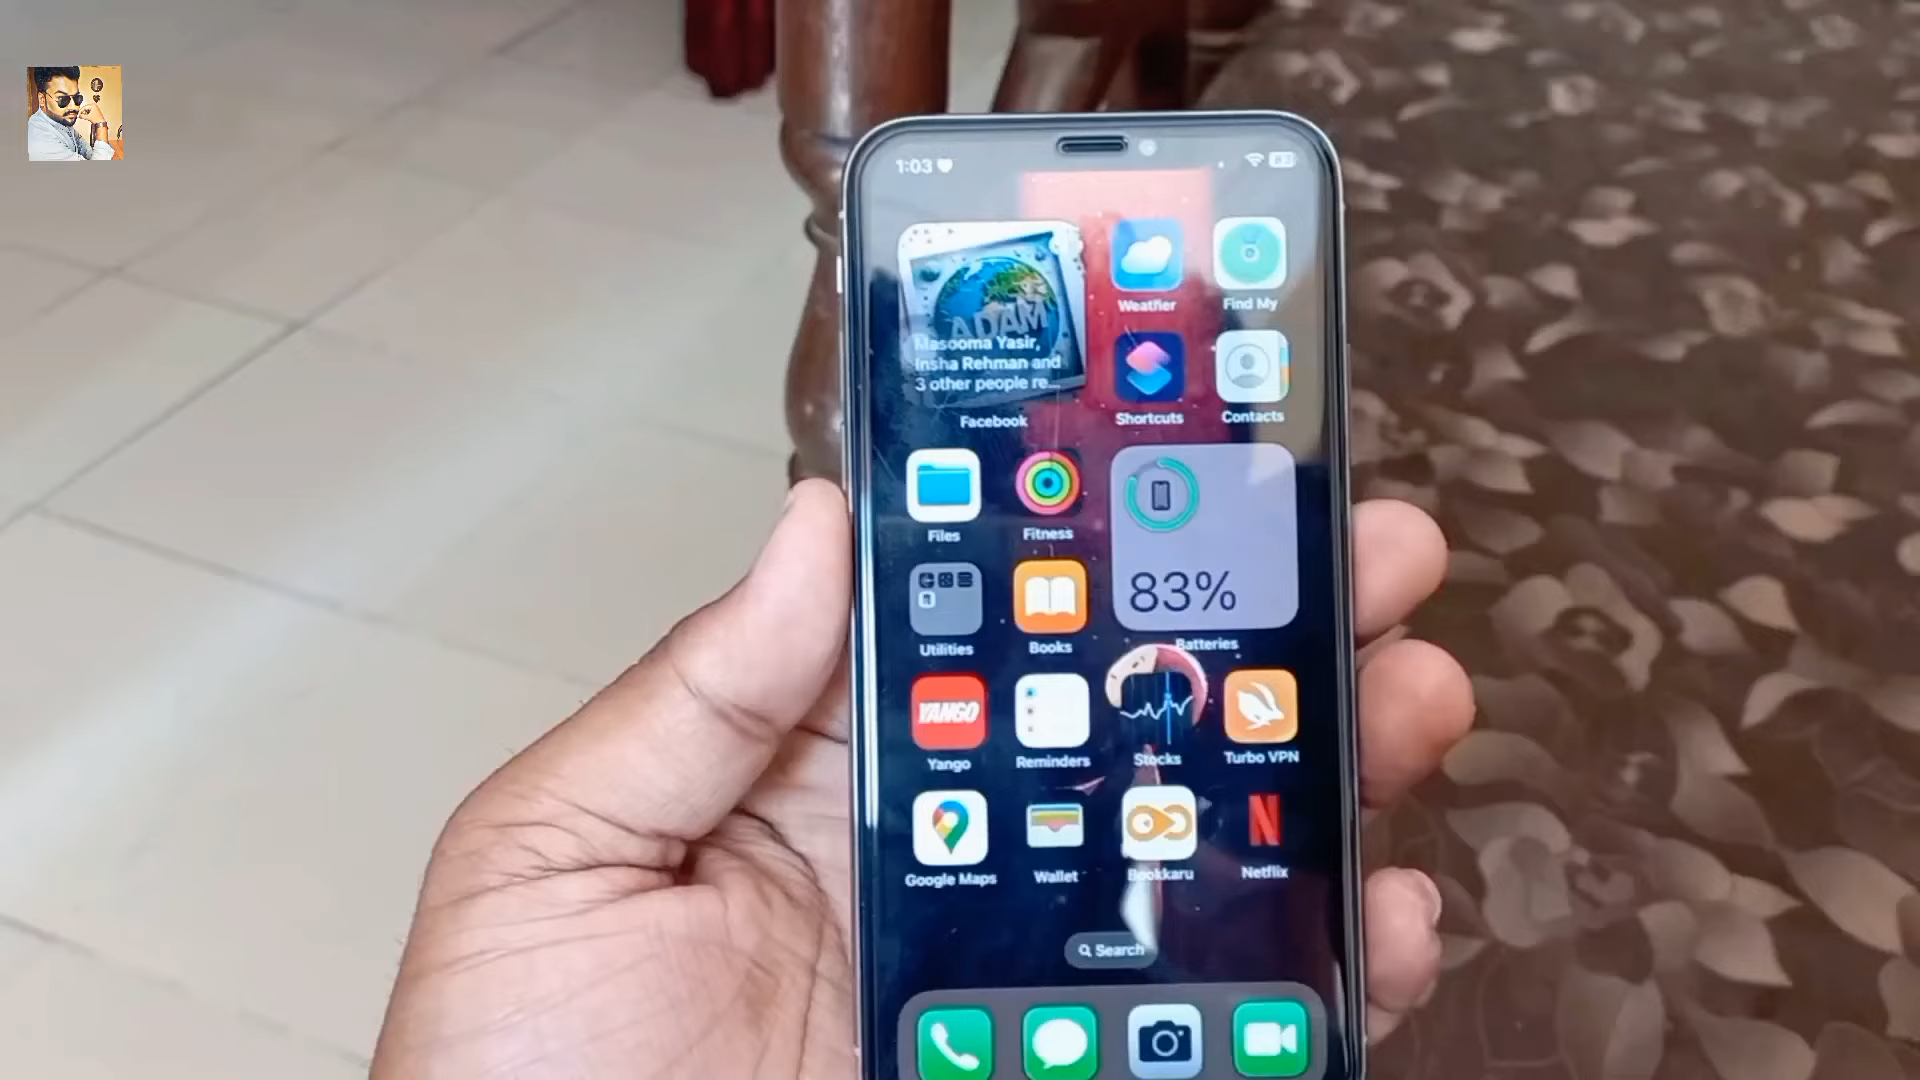 1:03
83
ADAM
Masooma Yasir,
Insha Rehman and
3 other people re...
Facebook
Weather
Find My
Shortcuts
Contacts
Files
Fitness
83%
Utilities
Books
Batteries
YANGO
Yango
Reminders
Stocks
Turbo VPN
Google Maps
Wallet
Bookkaru
N
Netflix
Search